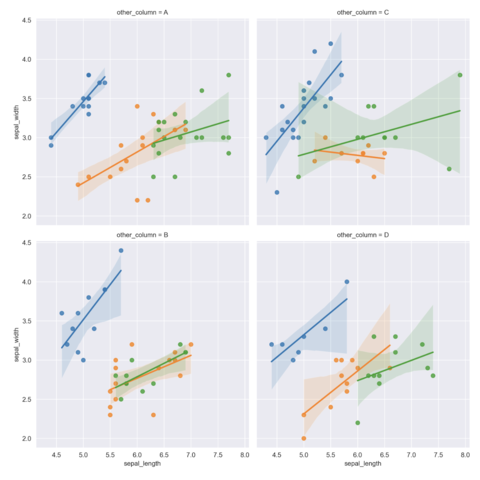 other_column = A
other_column = C
4.5
4.0
3.5
sepal_width
3.0
2.5
2.0
other_column = B
other_column = D
4.5
4.0
3.5
sepal_width
3.0
2.5
2.0
4.5 5.0 5.5 6.0 6.5 7.0 7.5 8.0
4.5 5.0 5.5 6.0 6.5 7.0 7.5 8.0
sepal_length
sepal_length